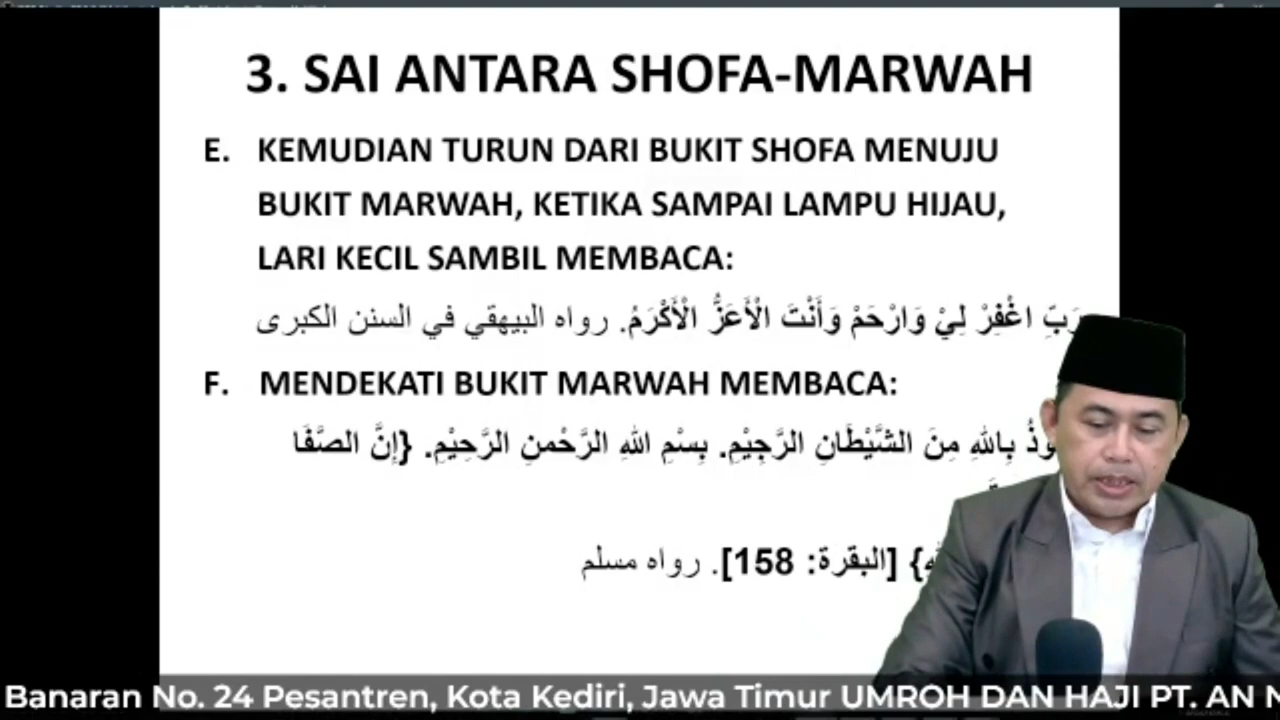 3. SAI ANTARA SHOFA-MARWAH
E. KEMUDIAN TURUN DARI BUKIT SHOFA MENUJU
BUKIT MARWAH, KETIKA SAMPAI LAMPU HIJAU,
LARI KECIL SAMBIL MEMBACA:
رَبِّ اغْفِرْ لِيْ وَارْحَمْ وَأَنْتَ الْأَعَزُّ الْأَكْرَمُ. رواه البيهقي في السنن الكبرى
F. MENDEKATI BUKIT MARWAH MEMBACA:
بِاللهِ مِنَ الشَّيْطَانِ الرَّجِيْمِ. بِسْمِ اللهِ الرَّحْمنِ الرَّحِيْمِ. {إِنَّ الصَّفَا
} [البقرة: 158]. رواه مسلم
Banaran No. 24 Pesantren, Kota Kediri, Jawa Timur UMROH DAN HAJI PT. AN